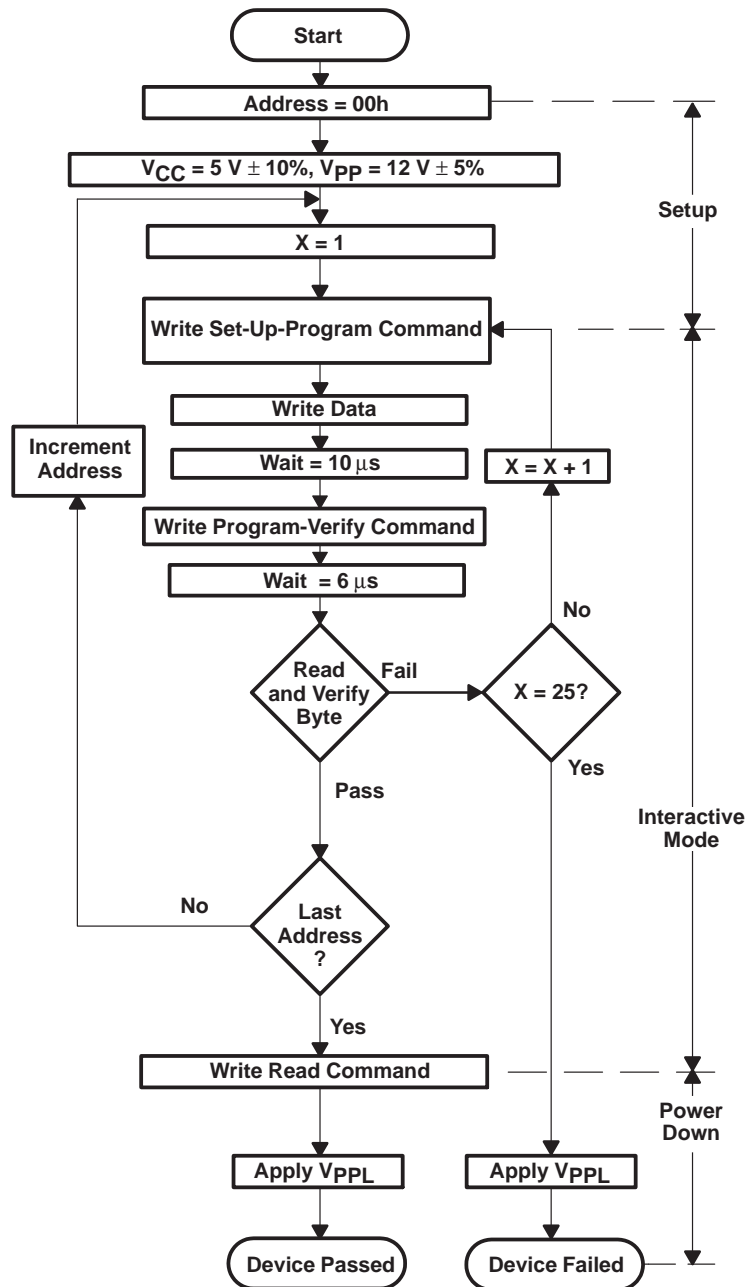 Start
Address = 00h
VCC = 5 V ± 10%, VPP = 12 V ± 5%
Setup
X = 1
Write Set-Up-Program Command
Write Data
Increment
Address
Wait = 10 μs
X = X + 1
Write Program-Verify Command
Wait = 6 μs
No
Read
and Verify
Byte
Fail
X = 25?
Pass
Yes
Interactive
Mode
No
Last
Address
?
Yes
Write Read Command
Power
Down
Apply VPPL
Apply VPPL
Device Passed
Device Failed